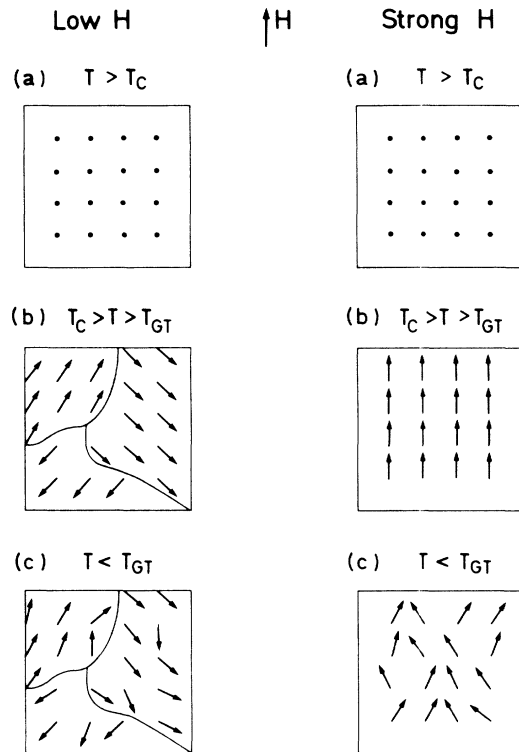 Low H
H
Strong H
(a) T > T_C
(a) T > T_C
(b) T_C > T > T_GT
(b) T_C > T > T_GT
(c) T < T_GT
(c) T < T_GT